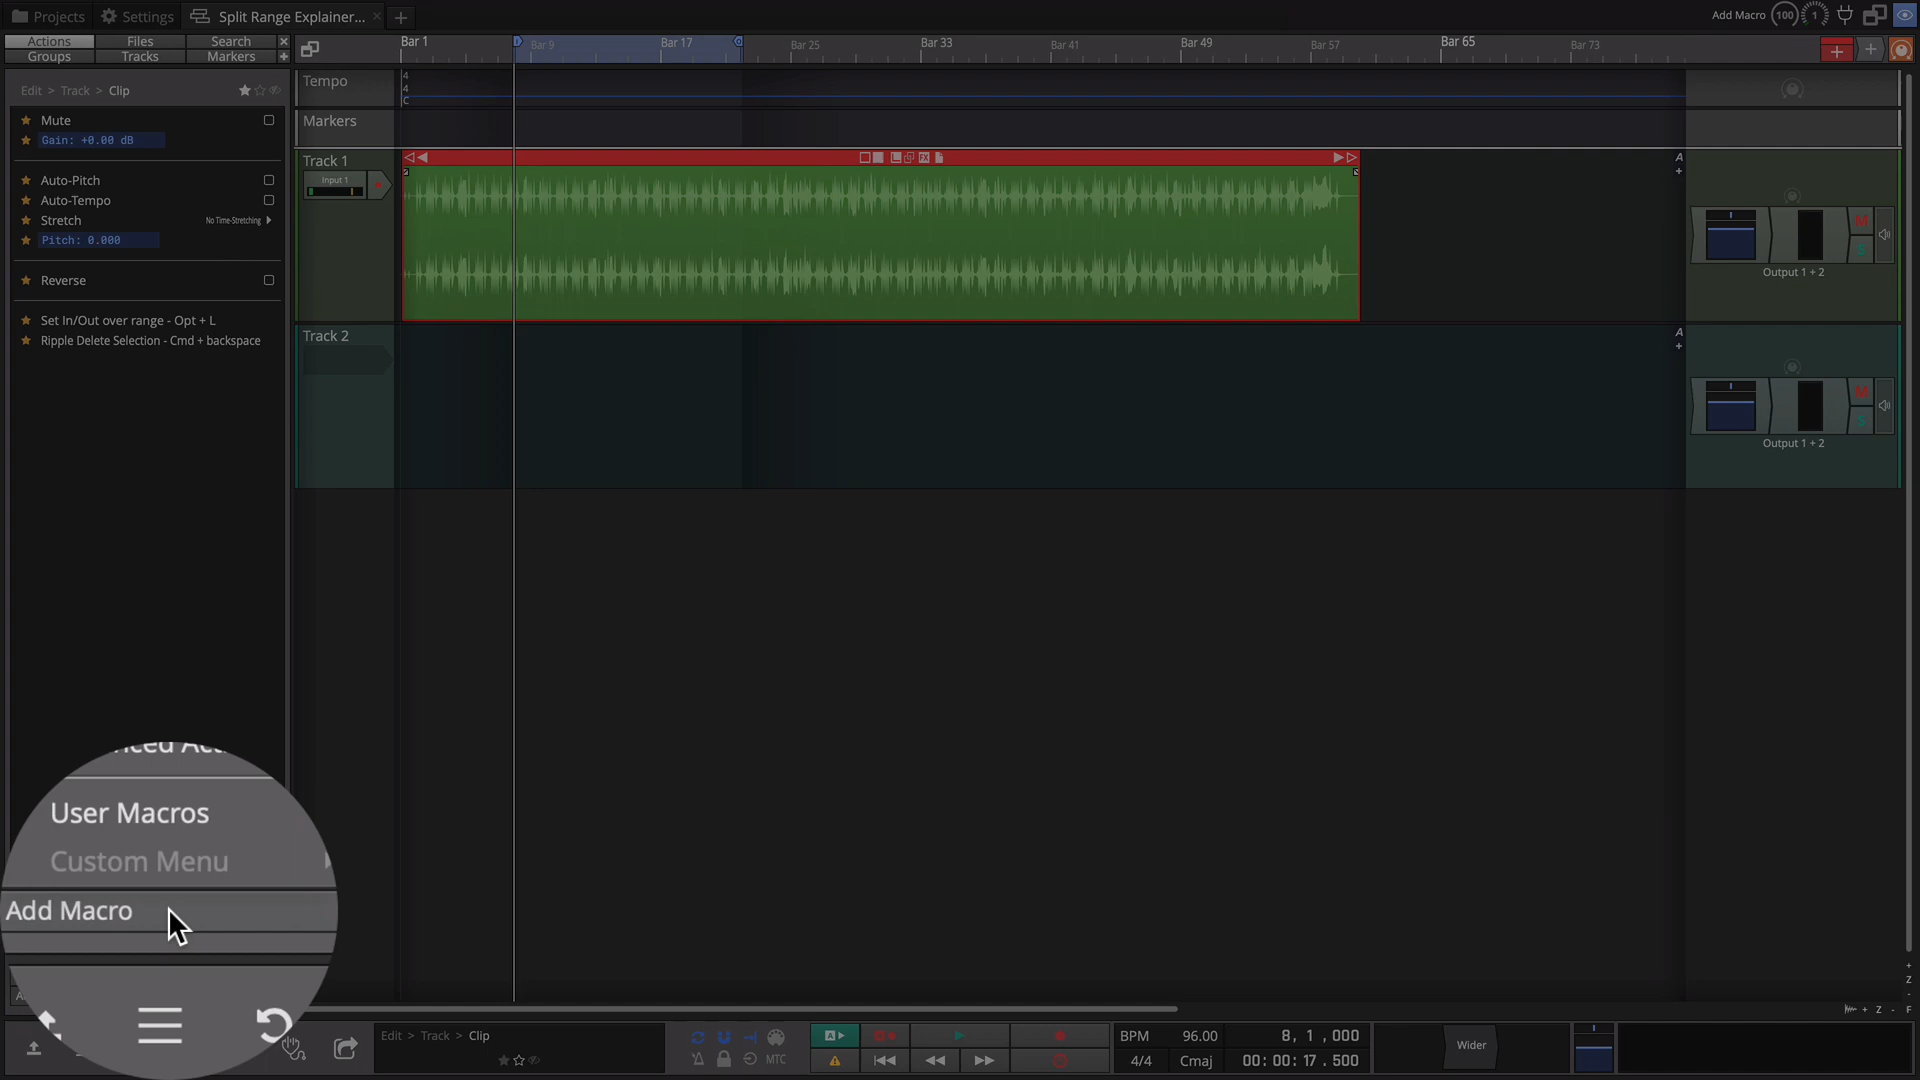 Projects
Settings
Split Range Explainer...
Add Macro
100
1
Actions
Files
Search
Groups
Tracks
Markers
Bar 1
Bar 9
Bar 17
Bar 25
Bar 33
Bar 41
Bar 49
Bar 57
Bar 65
Bar 73
Edit > Track > Clip
Mute
Gain: +0.00 dB
Auto-Pitch
Auto-Tempo
Stretch
No Time-Stretching
Pitch: 0.000
Reverse
Set In/Out over range - Opt + L
Ripple Delete Selection - Cmd + backspace
Tempo
4
4
C
Markers
Track 1
Input 1
FX
A
+
M
S
Output 1 + 2
Track 2
A
+
M
S
Output 1 + 2
User Macros
Custom Menu
Add Macro
+
Z
-
F
+ Z - F
Edit > Track > Clip
MTC
A
BPM
96.00
8, 1 ,000
4/4
Cmaj
00: 00: 17 .500
Wider